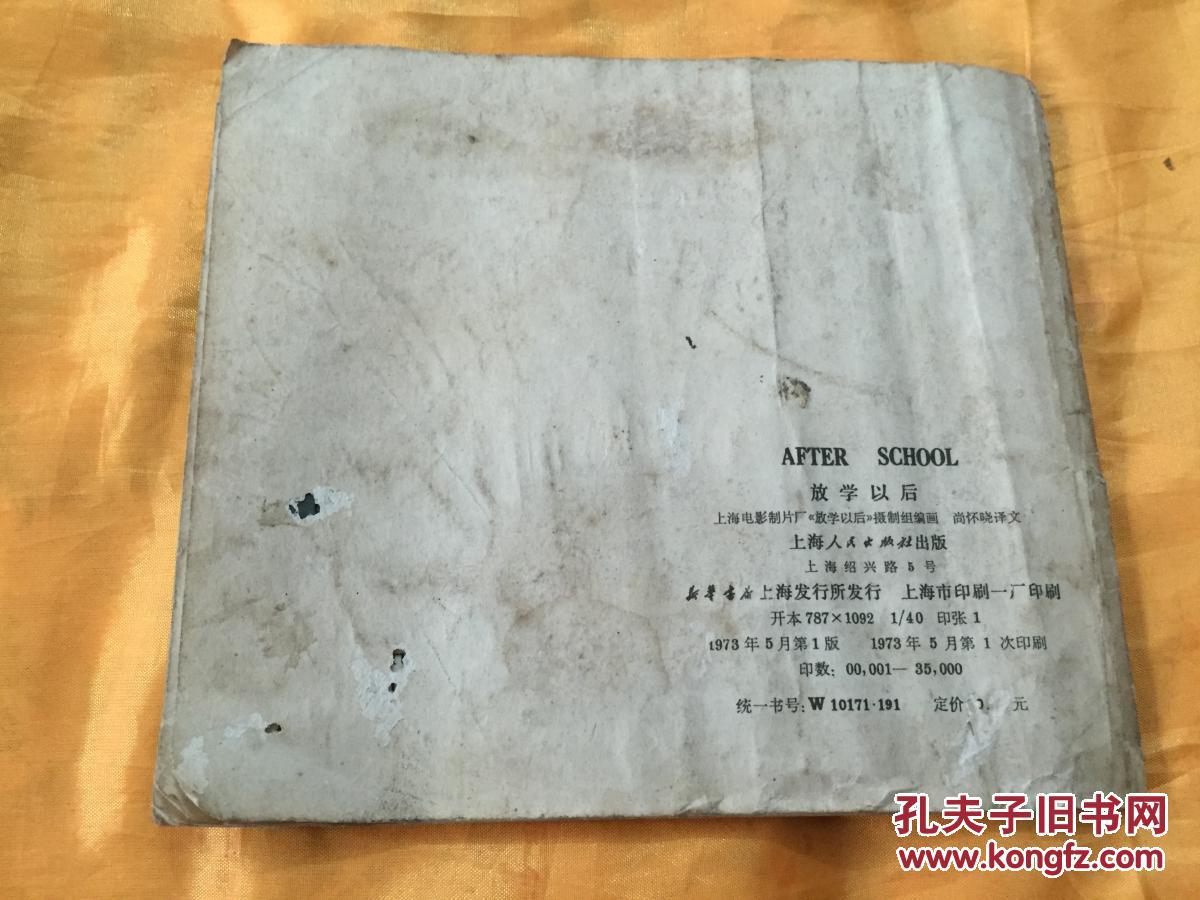 AFTER SCHOOL
放学以后
上海电影制片厂《放学以后》摄制组编画 尚怀晓译文
上海人民出版社出版
上海绍兴路5号
新华书店上海发行所发行 上海市印刷一厂印刷
开本 787×1092 1/40 印张 1
1973年5月第1版 1973年5月第1次印刷
印数: 00,001—35,000
统一书号: W 10171·191 定价 0. 元
孔夫子旧书网
www.kongfz.com